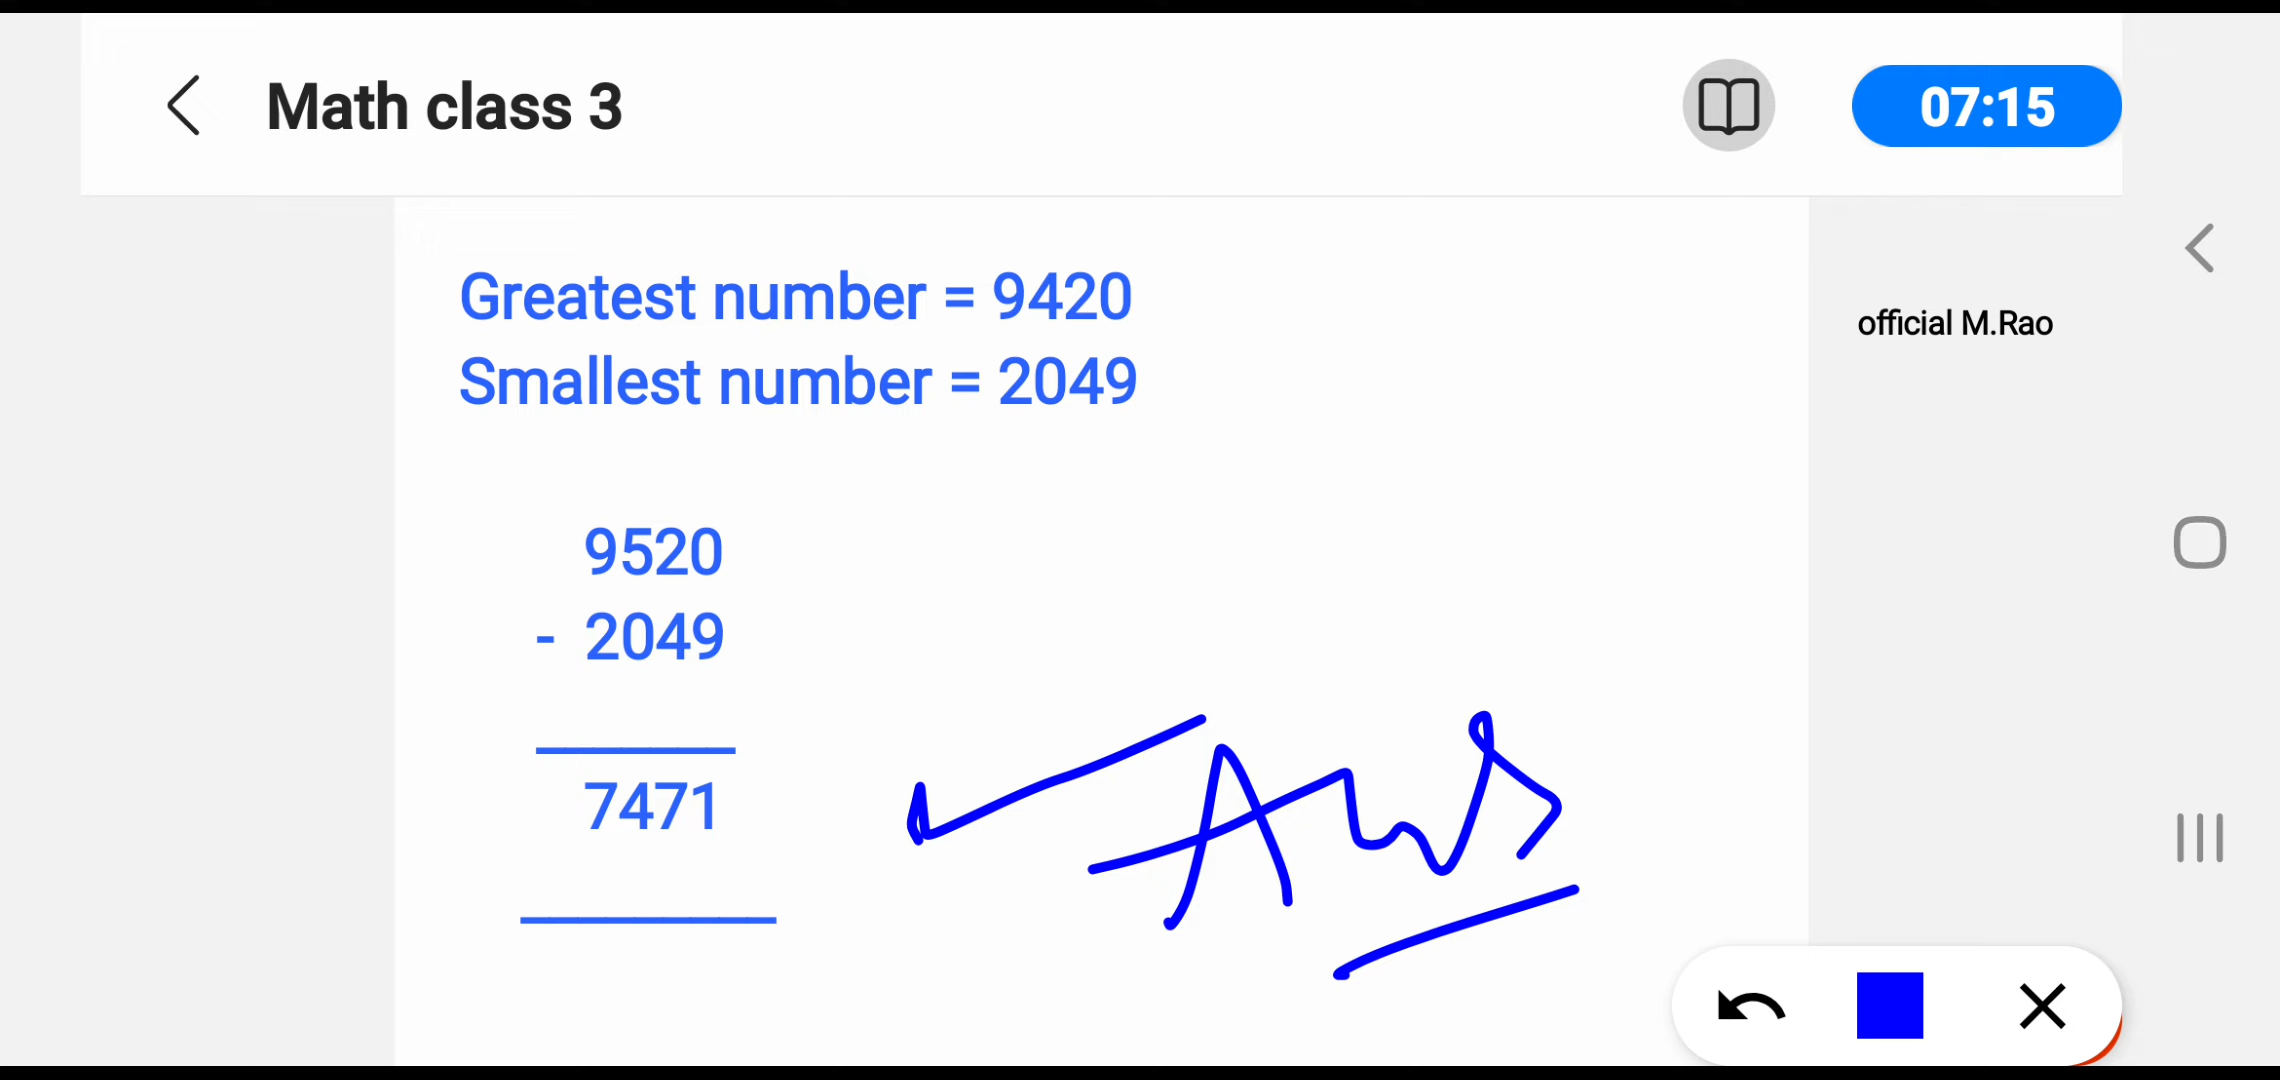 Math class 3
07:15
Greatest number = 9420
official M.Rao
Smallest number = 2049
9520
- 2049
7471
Ans